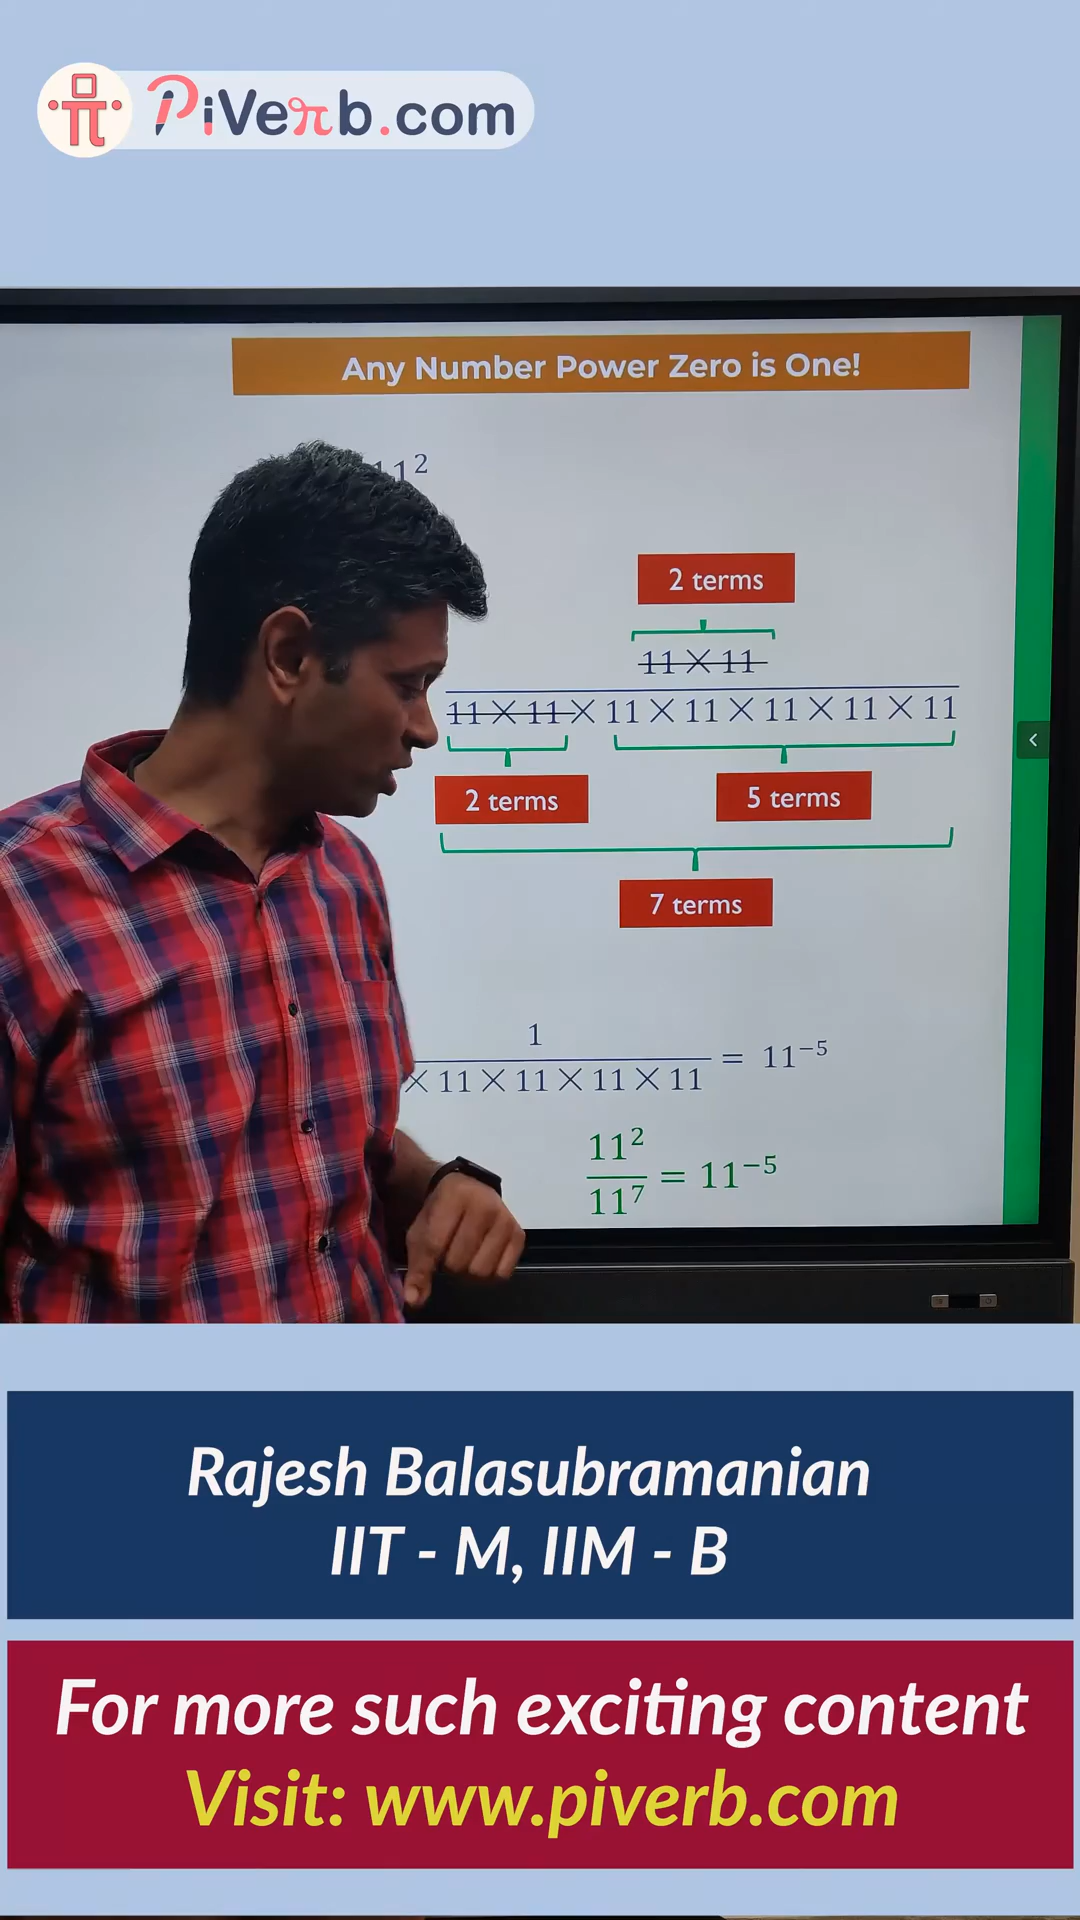 PiVerb.com
Any Number Power Zero is One!
11²
2 terms
11 × 11
11 × 11 × 11 × 11 × 11 × 11 × 11
2 terms
5 terms
7 terms
1
× 11 × 11 × 11 × 11
= 11⁻⁵
11²
11⁷
= 11⁻⁵
Rajesh Balasubramanian
IIT - M, IIM - B
For more such exciting content
Visit: www.piverb.com